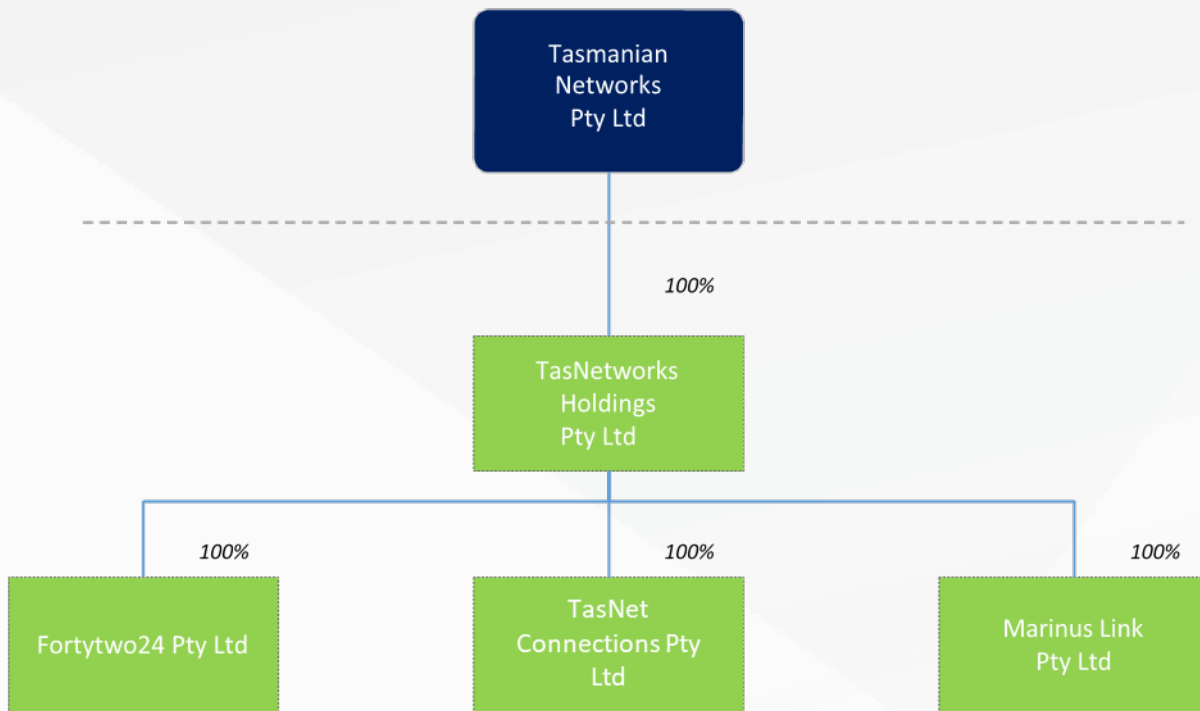 Tasmanian
Networks
Pty Ltd
100%
TasNetworks
Holdings
Pty Ltd
100%
100%
100%
Fortytwo24 Pty Ltd
TasNet
Connections Pty
Ltd
Marinus Link
Pty Ltd